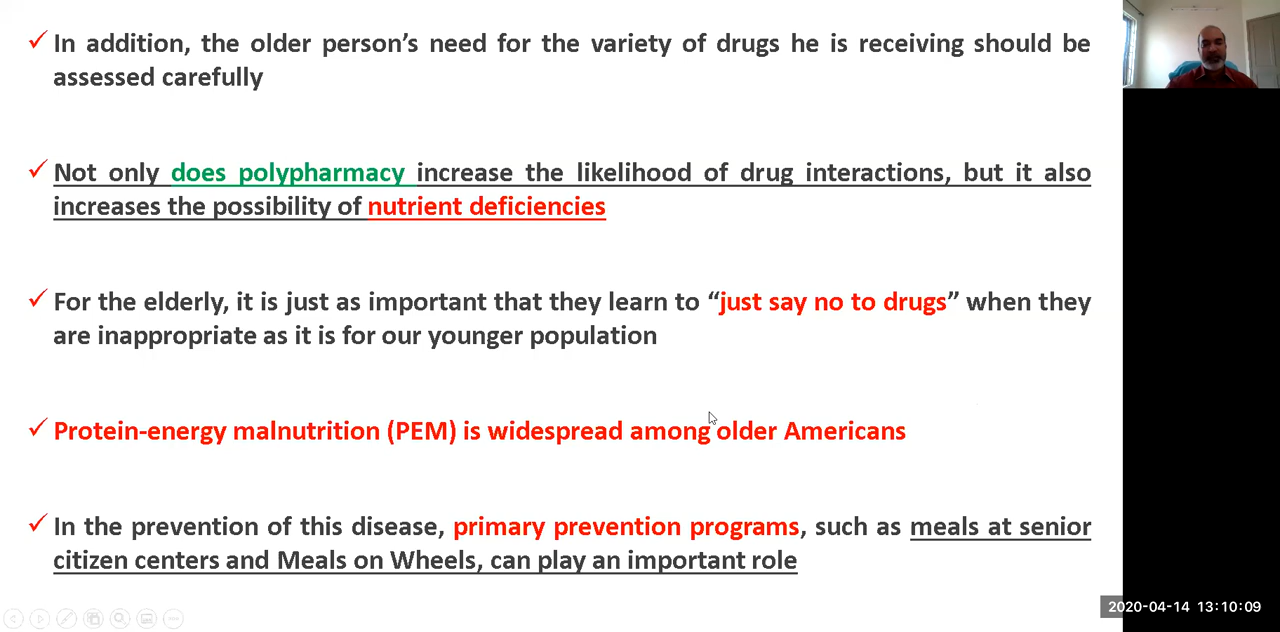 In addition, the older person’s need for the variety of drugs he is receiving should be
assessed carefully
Not only does polypharmacy increase the likelihood of drug interactions, but it also
increases the possibility of nutrient deficiencies
For the elderly, it is just as important that they learn to “just say no to drugs” when they
are inappropriate as it is for our younger population
Protein-energy malnutrition (PEM) is widespread among older Americans
In the prevention of this disease, primary prevention programs, such as meals at senior
citizen centers and Meals on Wheels, can play an important role
2020-04-14 13:10:09